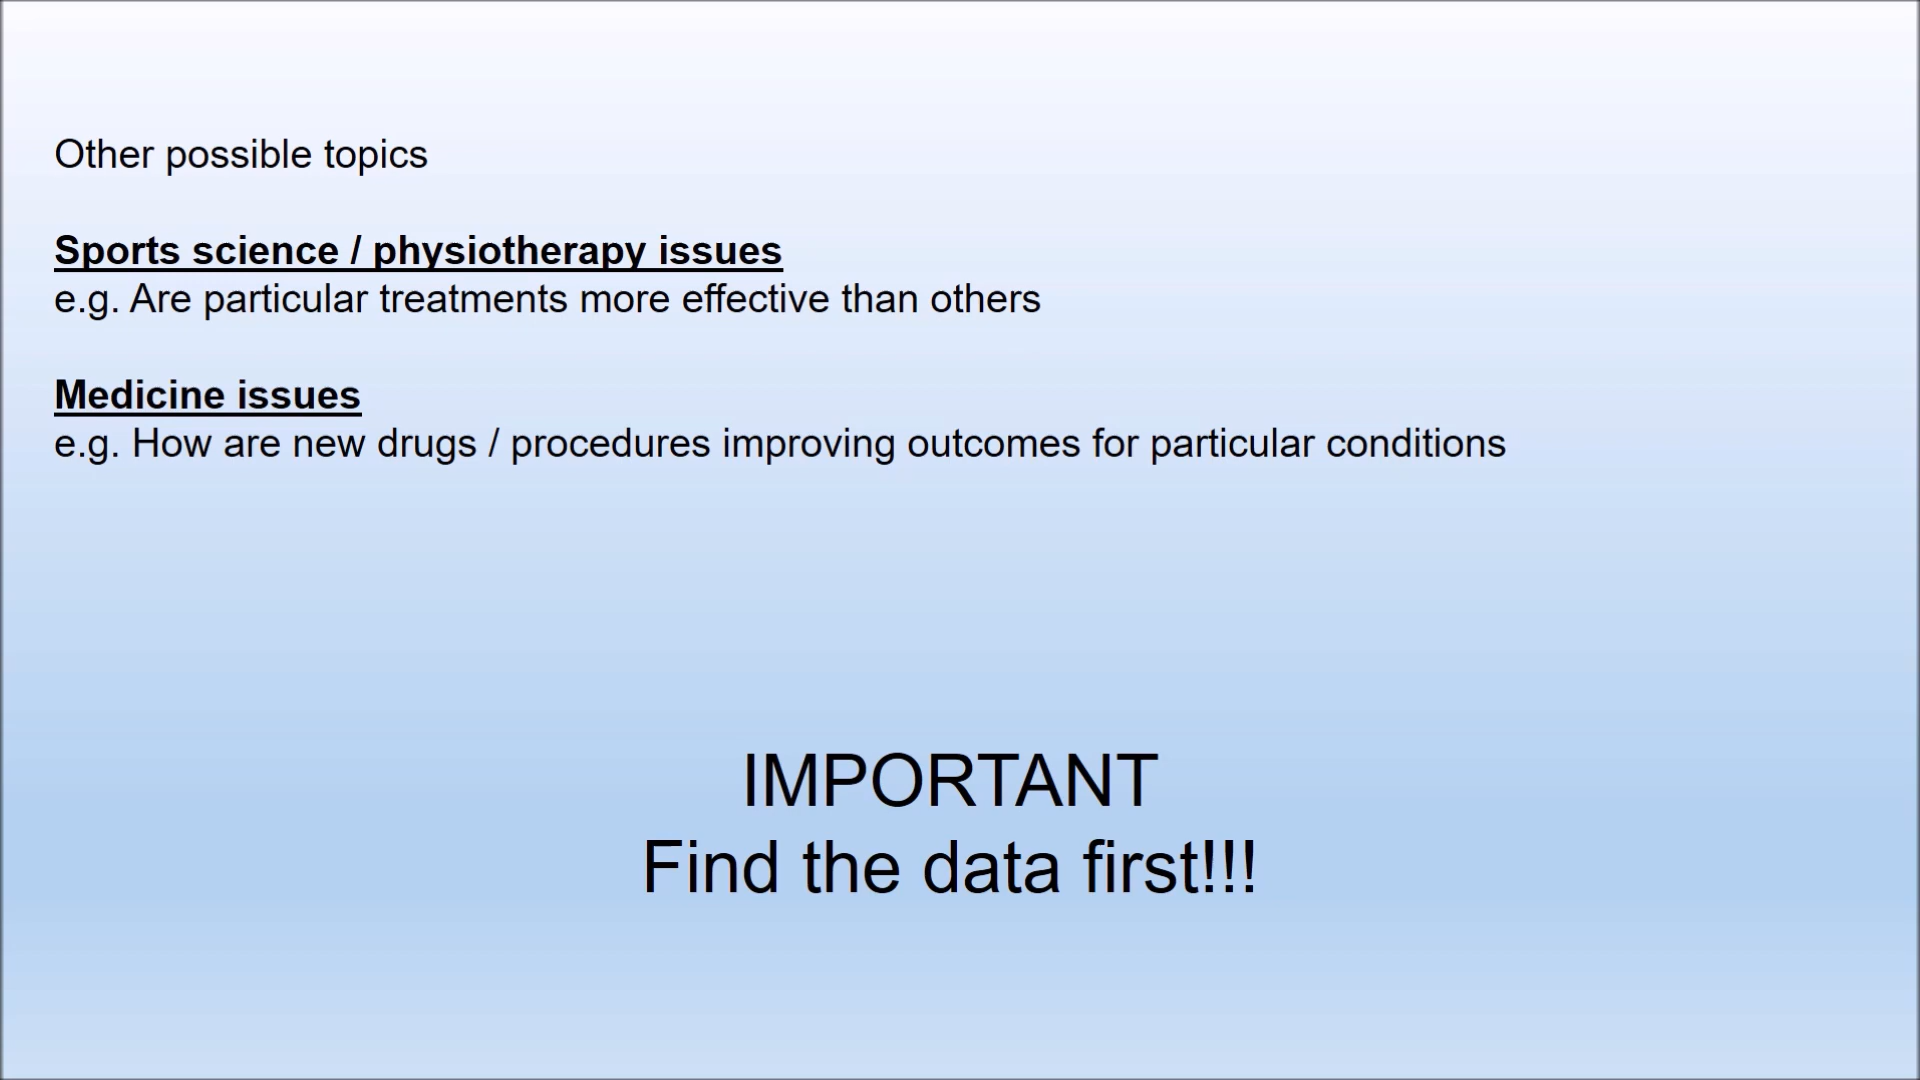 Other possible topics
Sports science / physiotherapy issues
e.g. Are particular treatments more effective than others
Medicine issues
e.g. How are new drugs / procedures improving outcomes for particular conditions
IMPORTANT
Find the data first!!!